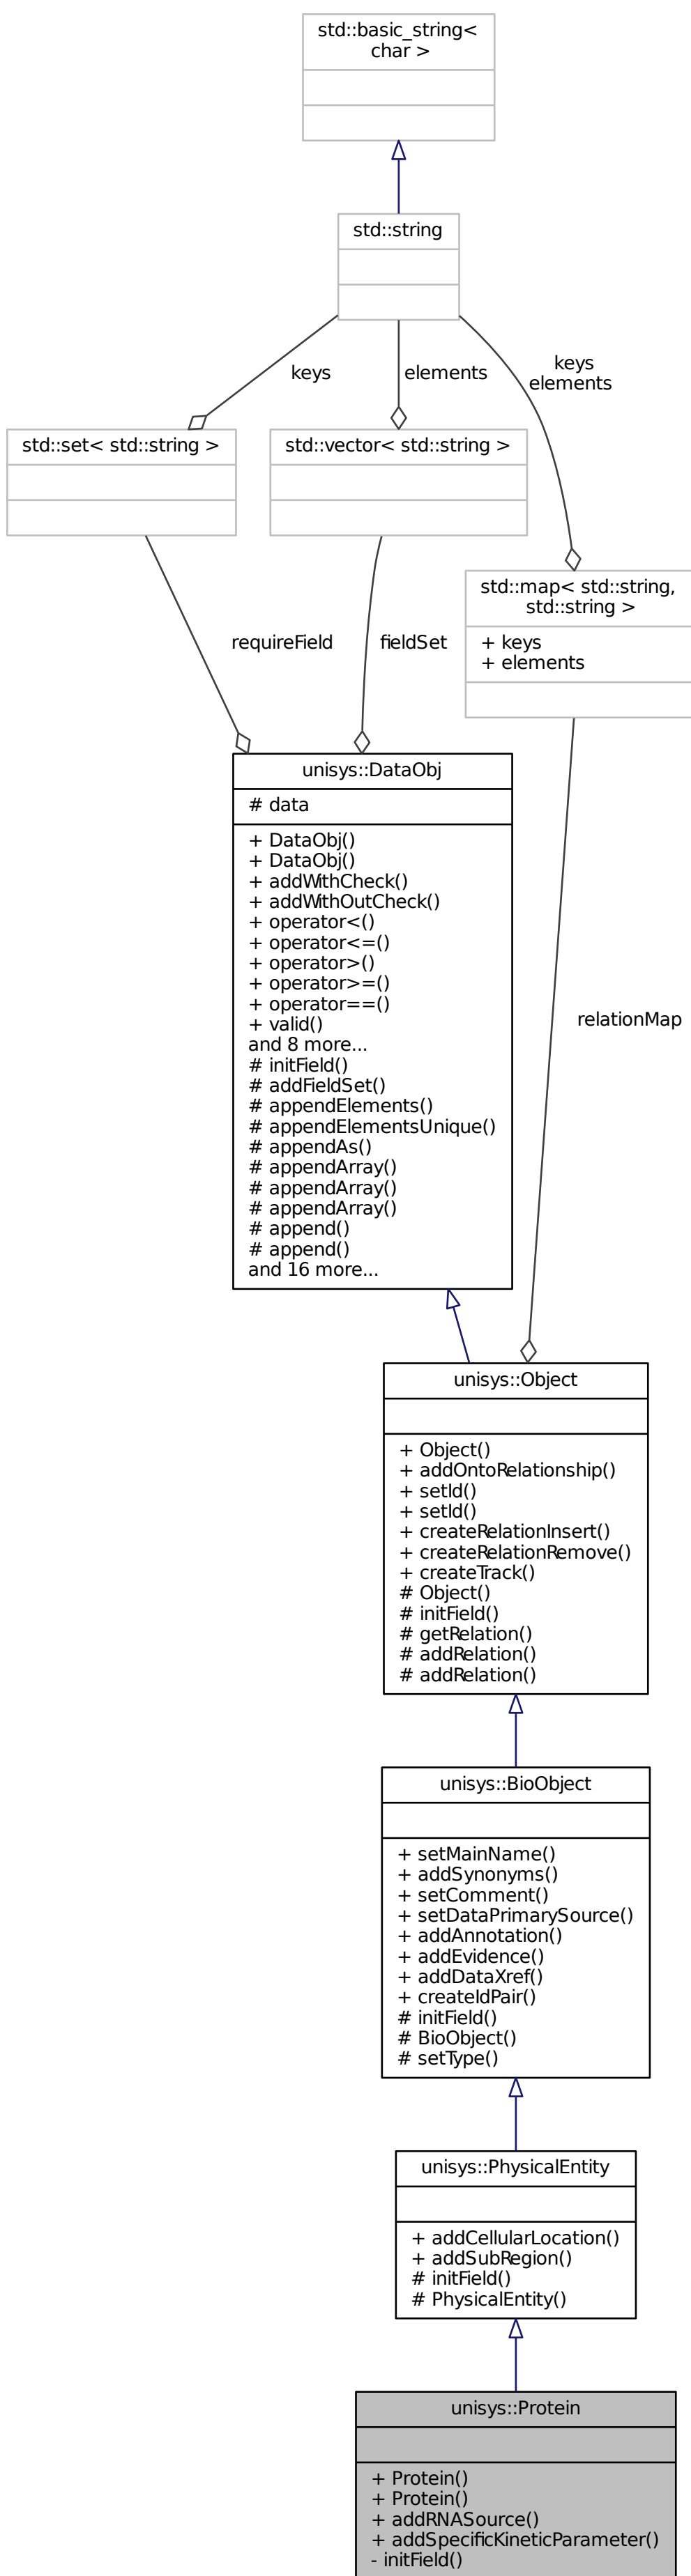 std::basic_string<
char >
std::string
keys
elements
keys
elements
std::set< std::string >
std::vector< std::string >
std::map< std::string,
std::string >
+ keys
+ elements
requireField
fieldSet
unisys::DataObj
# data
+ DataObj()
+ DataObj()
+ addWithCheck()
+ addWithOutCheck()
+ operator<()
+ operator<=()
+ operator>()
+ operator>=()
+ operator==()
+ valid()
and 8 more...
# initField()
# addFieldSet()
# appendElements()
# appendElementsUnique()
# appendAs()
# appendArray()
# appendArray()
# appendArray()
# append()
# append()
and 16 more...
relationMap
unisys::Object
+ Object()
+ addOntoRelationship()
+ setId()
+ setId()
+ createRelationInsert()
+ createRelationRemove()
+ createTrack()
# Object()
# initField()
# getRelation()
# addRelation()
# addRelation()
unisys::BioObject
+ setMainName()
+ addSynonyms()
+ setComment()
+ setDataPrimarySource()
+ addAnnotation()
+ addEvidence()
+ addDataXref()
+ createIdPair()
# initField()
# BioObject()
# setType()
unisys::PhysicalEntity
+ addCellularLocation()
+ addSubRegion()
# initField()
# PhysicalEntity()
unisys::Protein
+ Protein()
+ Protein()
+ addRNASource()
+ addSpecificKineticParameter()
- initField()